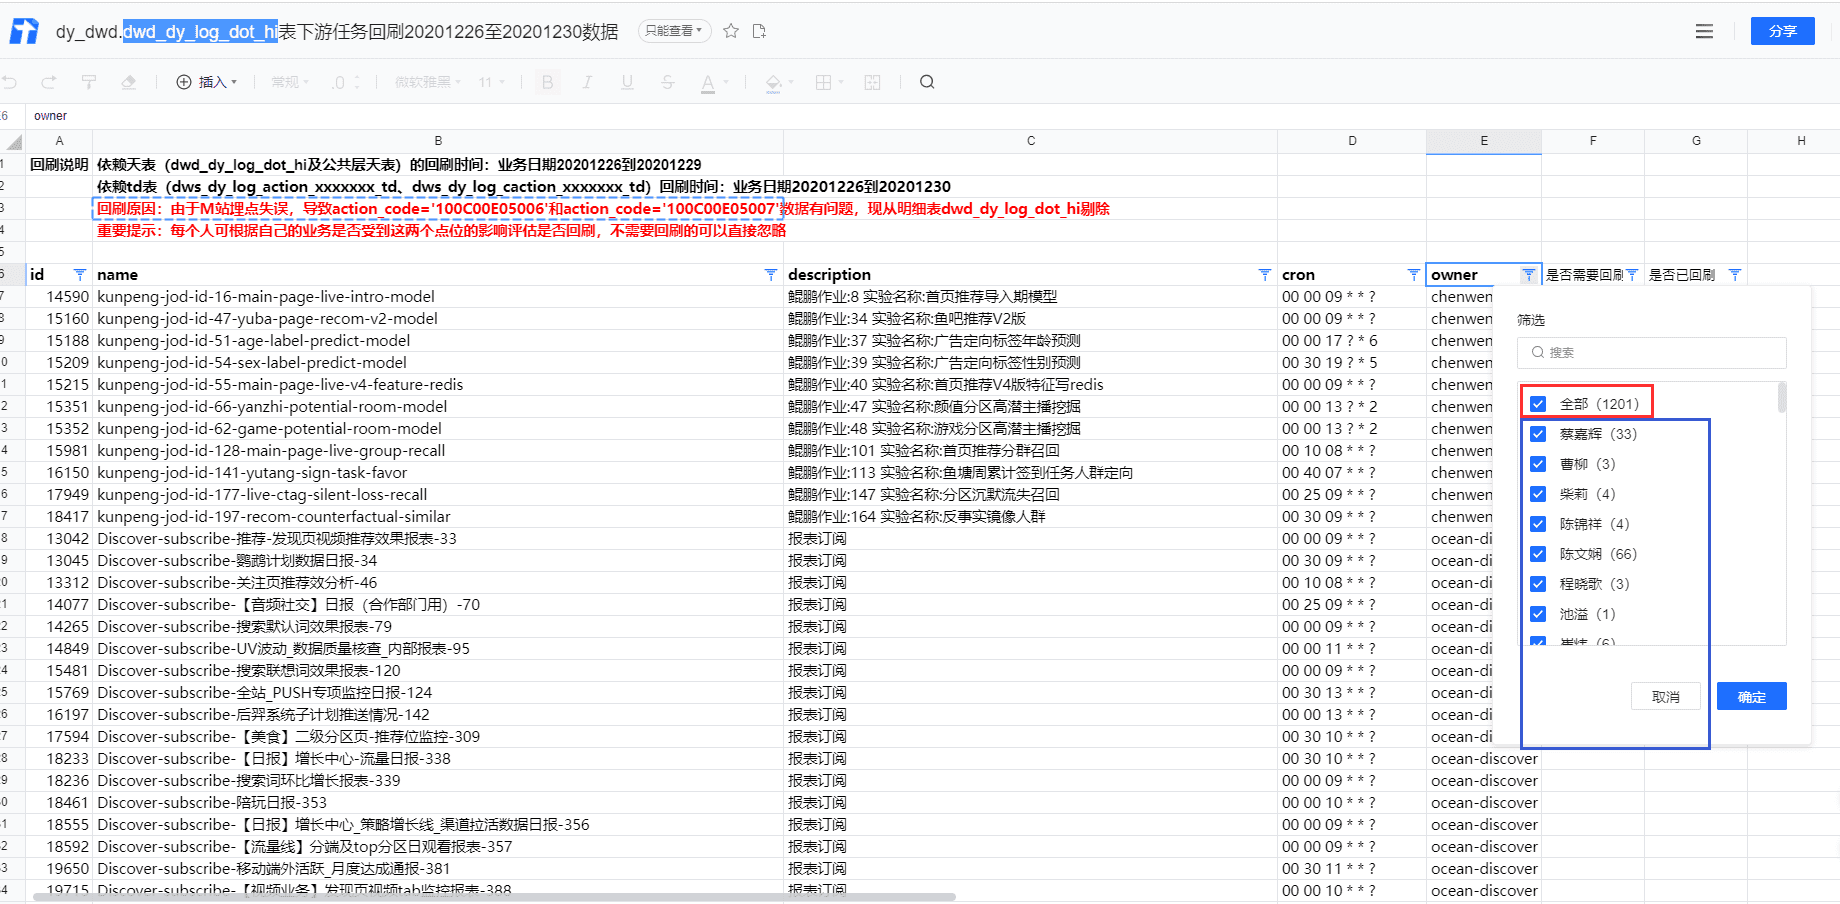 dy_dwd.dwd_dy_log_dot_hi表下游任务回刷20201226至20201230数据 只能查看 分享
插入 常规 .0 微软雅黑 11 B I U S A
owner
A B C D E F G H
回刷说明 依赖天表（dwd_dy_log_dot_hi及公共层天表）的回刷时间：业务日期20201226到20201229
依赖td表（dws_dy_log_action_xxxxxxx_td、dws_dy_log_caction_xxxxxxx_td）回刷时间：业务日期20201226到20201230
回刷原因：由于M站埋点失误，导致action_code='100C00E05006'和action_code='100C00E05007'数据有问题，现从明细表dwd_dy_log_dot_hi剔除
重要提示：每个人可根据自己的业务是否受到这两个点位的影响评估是否回刷，不需要回刷的可以直接忽略
id name description cron owner 是否需要回刷 是否已回刷
14590 kunpeng-jod-id-16-main-page-live-intro-model 鲲鹏作业:8 实验名称:首页推荐导入期模型 00 00 09 * * ? chenwen
15160 kunpeng-jod-id-47-yuba-page-recom-v2-model 鲲鹏作业:34 实验名称:鱼吧推荐V2版 00 00 09 * * ? chenwen
15188 kunpeng-jod-id-51-age-label-predict-model 鲲鹏作业:37 实验名称:广告定向标签年龄预测 00 00 17 ? * 6 chenwen
15209 kunpeng-jod-id-54-sex-label-predict-model 鲲鹏作业:39 实验名称:广告定向标签性别预测 00 30 19 ? * 5 chenwen
15215 kunpeng-jod-id-55-main-page-live-v4-feature-redis 鲲鹏作业:40 实验名称:首页推荐V4版特征写redis 00 00 09 * * ? chenwen
15351 kunpeng-jod-id-66-yanzhi-potential-room-model 鲲鹏作业:47 实验名称:颜值分区高潜主播挖掘 00 00 13 ? * 2 chenwen
15352 kunpeng-jod-id-62-game-potential-room-model 鲲鹏作业:48 实验名称:游戏分区高潜主播挖掘 00 00 13 ? * 2 chenwen
15981 kunpeng-jod-id-128-main-page-live-group-recall 鲲鹏作业:101 实验名称:首页推荐分群召回 00 10 08 * * ? chenwen
16150 kunpeng-jod-id-141-yutang-sign-task-favor 鲲鹏作业:113 实验名称:鱼塘周累计签到任务人群定向 00 40 07 * * ? chenwen
17949 kunpeng-jod-id-177-live-ctag-silent-loss-recall 鲲鹏作业:147 实验名称:分区沉默流失召回 00 25 09 * * ? chenwen
18417 kunpeng-jod-id-197-recom-counterfactual-similar 鲲鹏作业:164 实验名称:反事实镜像人群 00 30 09 * * ? chenwen
13042 Discover-subscribe-推荐-发现页视频推荐效果报表-33 报表订阅 00 00 09 * * ? ocean-di
13045 Discover-subscribe-鹦鹉计划数据日报-34 报表订阅 00 30 09 * * ? ocean-di
13312 Discover-subscribe-关注页推荐效分析-46 报表订阅 00 10 08 * * ? ocean-di
14077 Discover-subscribe-【音频社交】日报（合作部门用）-70 报表订阅 00 25 09 * * ? ocean-di
14265 Discover-subscribe-搜索默认词效果报表-79 报表订阅 00 00 09 * * ? ocean-di
14849 Discover-subscribe-UV波动_数据质量核查_内部报表-95 报表订阅 00 00 11 * * ? ocean-di
15481 Discover-subscribe-搜索联想词效果报表-120 报表订阅 00 00 09 * * ? ocean-di
15769 Discover-subscribe-全站_PUSH专项监控日报-124 报表订阅 00 30 13 * * ? ocean-di
16197 Discover-subscribe-后羿系统子计划推送情况-142 报表订阅 00 00 13 * * ? ocean-di
17594 Discover-subscribe-【美食】二级分区页-推荐位监控-309 报表订阅 00 30 10 * * ? ocean-di
18233 Discover-subscribe-【日报】增长中心-流量日报-338 报表订阅 00 30 10 * * ? ocean-discover
18236 Discover-subscribe-搜索词环比增长报表-339 报表订阅 00 00 09 * * ? ocean-discover
18461 Discover-subscribe-陪玩日报-353 报表订阅 00 00 10 * * ? ocean-discover
18555 Discover-subscribe-【日报】增长中心_策略增长线_渠道拉活数据日报-356 报表订阅 00 00 09 * * ? ocean-discover
18592 Discover-subscribe-【流量线】分端及top分区日观看报表-357 报表订阅 00 00 09 * * ? ocean-discover
19650 Discover-subscribe-移动端外活跃_月度达成通报-381 报表订阅 00 30 11 * * ? ocean-discover
19715 Discover-subscribe-【视频业务】发现页视频tab监控报表-388 报表订阅 00 00 10 * * ? ocean-discover
筛选
搜索
全部（1201）
蔡嘉辉（33）
曹柳（3）
柴莉（4）
陈锦祥（4）
陈文娴（66）
程晓歌（3）
池溢（1）
取消 确定